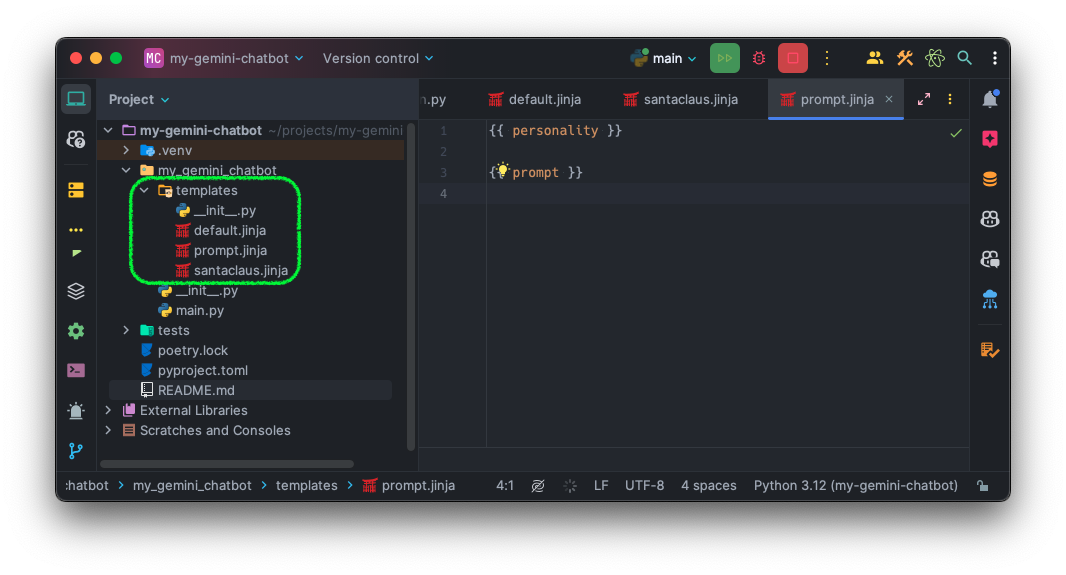 MC my-gemini-chatbot Version control main
Project
n.py default.jinja santaclaus.jinja prompt.jinja
my-gemini-chatbot ~/projects/my-gemini
.venv
my_gemini_chatbot
templates
__init__.py
default.jinja
prompt.jinja
santaclaus.jinja
__init__.py
main.py
tests
poetry.lock
pyproject.toml
README.md
External Libraries
Scratches and Consoles
1 {{ personality }}
2
3 {{ prompt }}
4
:hatbot my_gemini_chatbot templates prompt.jinja 4:1 LF UTF-8 4 spaces Python 3.12 (my-gemini-chatbot)